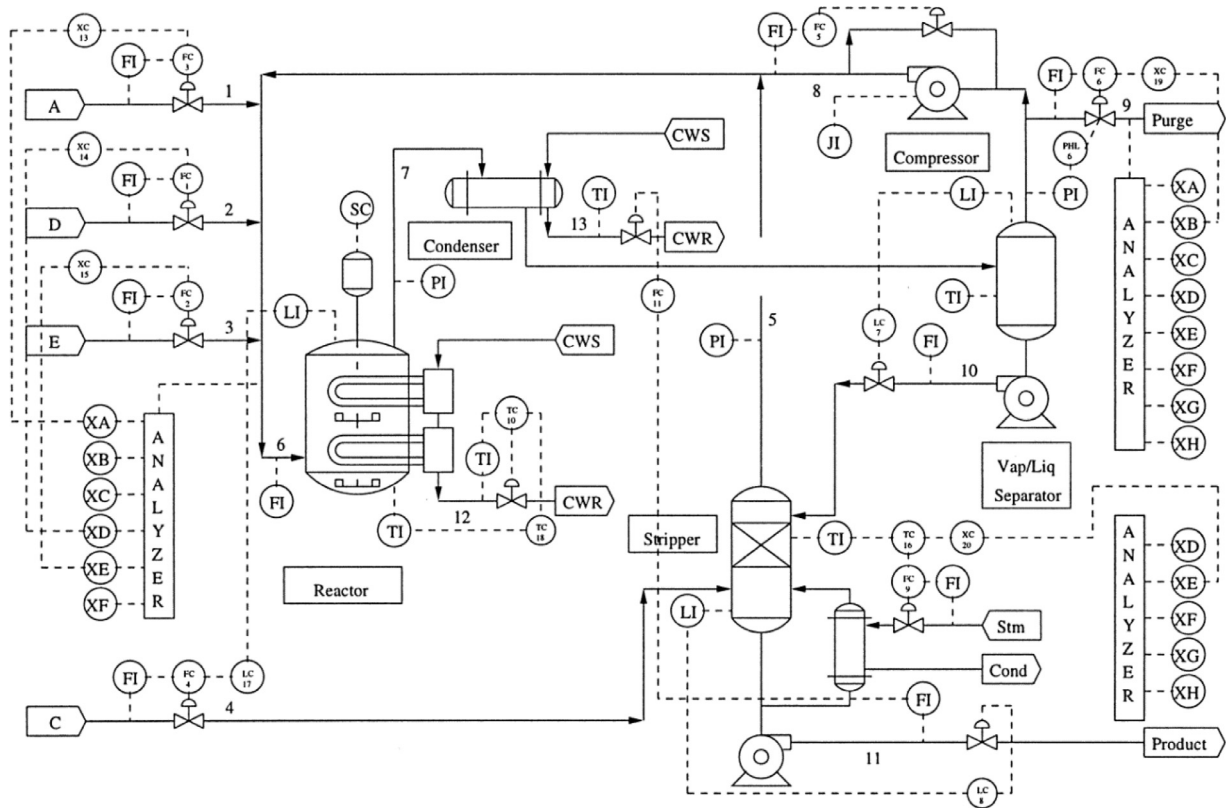 XC 13
FI
FC 3
A
1
XC 14
FI
FC
D
2
XC 15
FI
FC 2
E
3
LI
SC
7
CWS
Condenser
13
TI
CWR
PI
FC 11
FI
FC 5
8
JI
Compressor
FI
FC 6
XC 19
9
Purge
PHL 6
PI
LI
TI
LC 7
FI
10
Vap/Liq
Separator
ANALYZER
XA
XB
XC
XD
XE
XF
XG
XH
PI
5
CWS
TC 10
TI
12
CWR
TI
TC 18
6
FI
Reactor
ANALYZER
XA
XB
XC
XD
XE
XF
Stripper
TI
TC 16
XC 20
FC 9
FI
Stm
Cond
LI
ANALYZER
XD
XE
XF
XG
XH
FI
FC 4
LC 17
C
4
FI
11
LC 8
Product